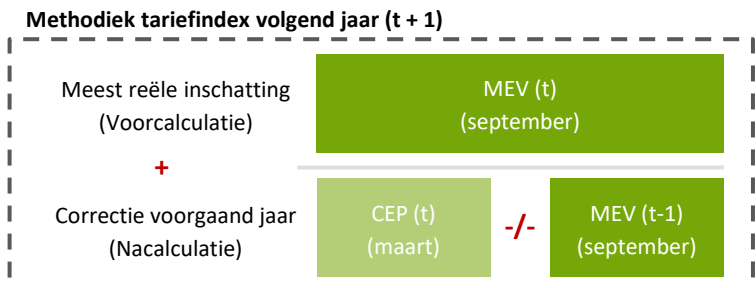 Methodiek tariefindex volgend jaar (t + 1)
Meest reële inschatting
(Voorcalculatie)
MEV (t)
(september)
+
Correctie voorgaand jaar
(Nacalculatie)
CEP (t)
(maart)
-/-
MEV (t-1)
(september)